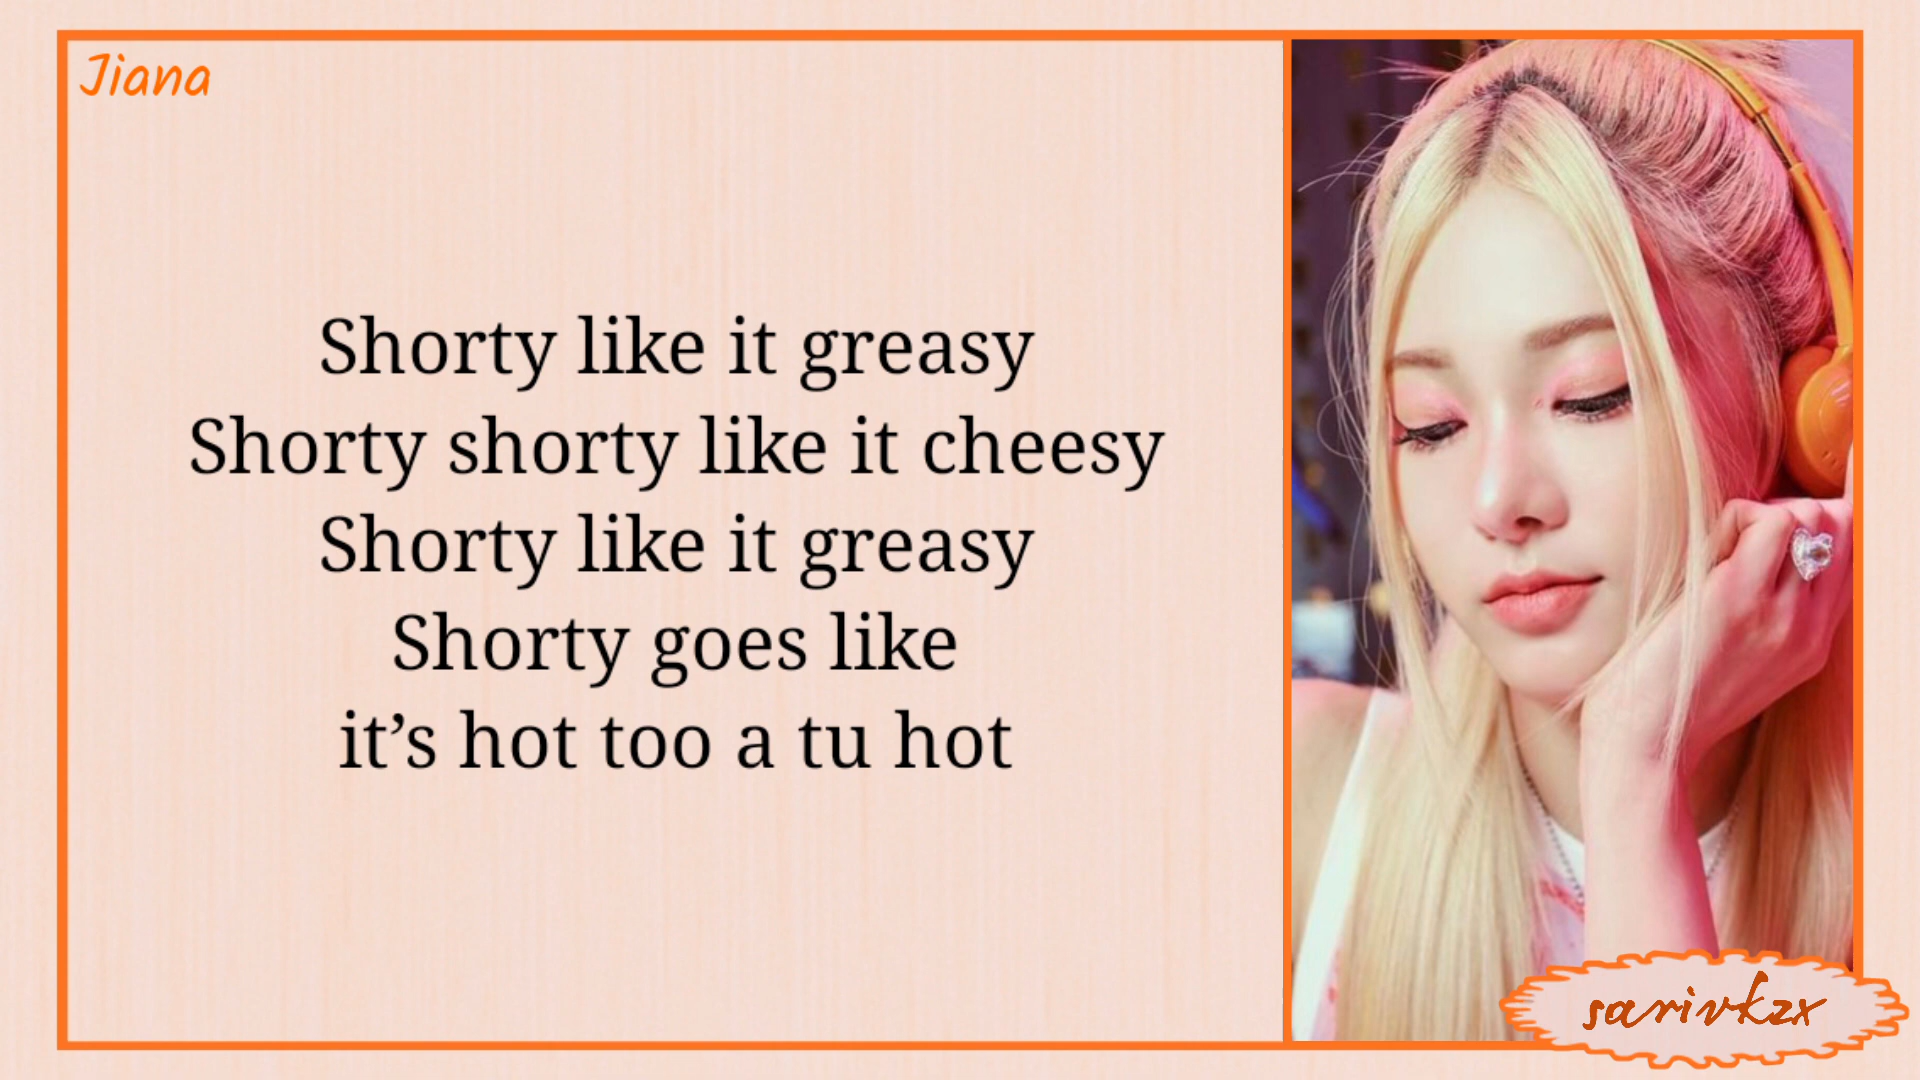 Jiana
Shorty like it greasy
Shorty shorty like it cheesy
Shorty like it greasy
Shorty goes like
it’s hot too a tu hot
sarivkzx